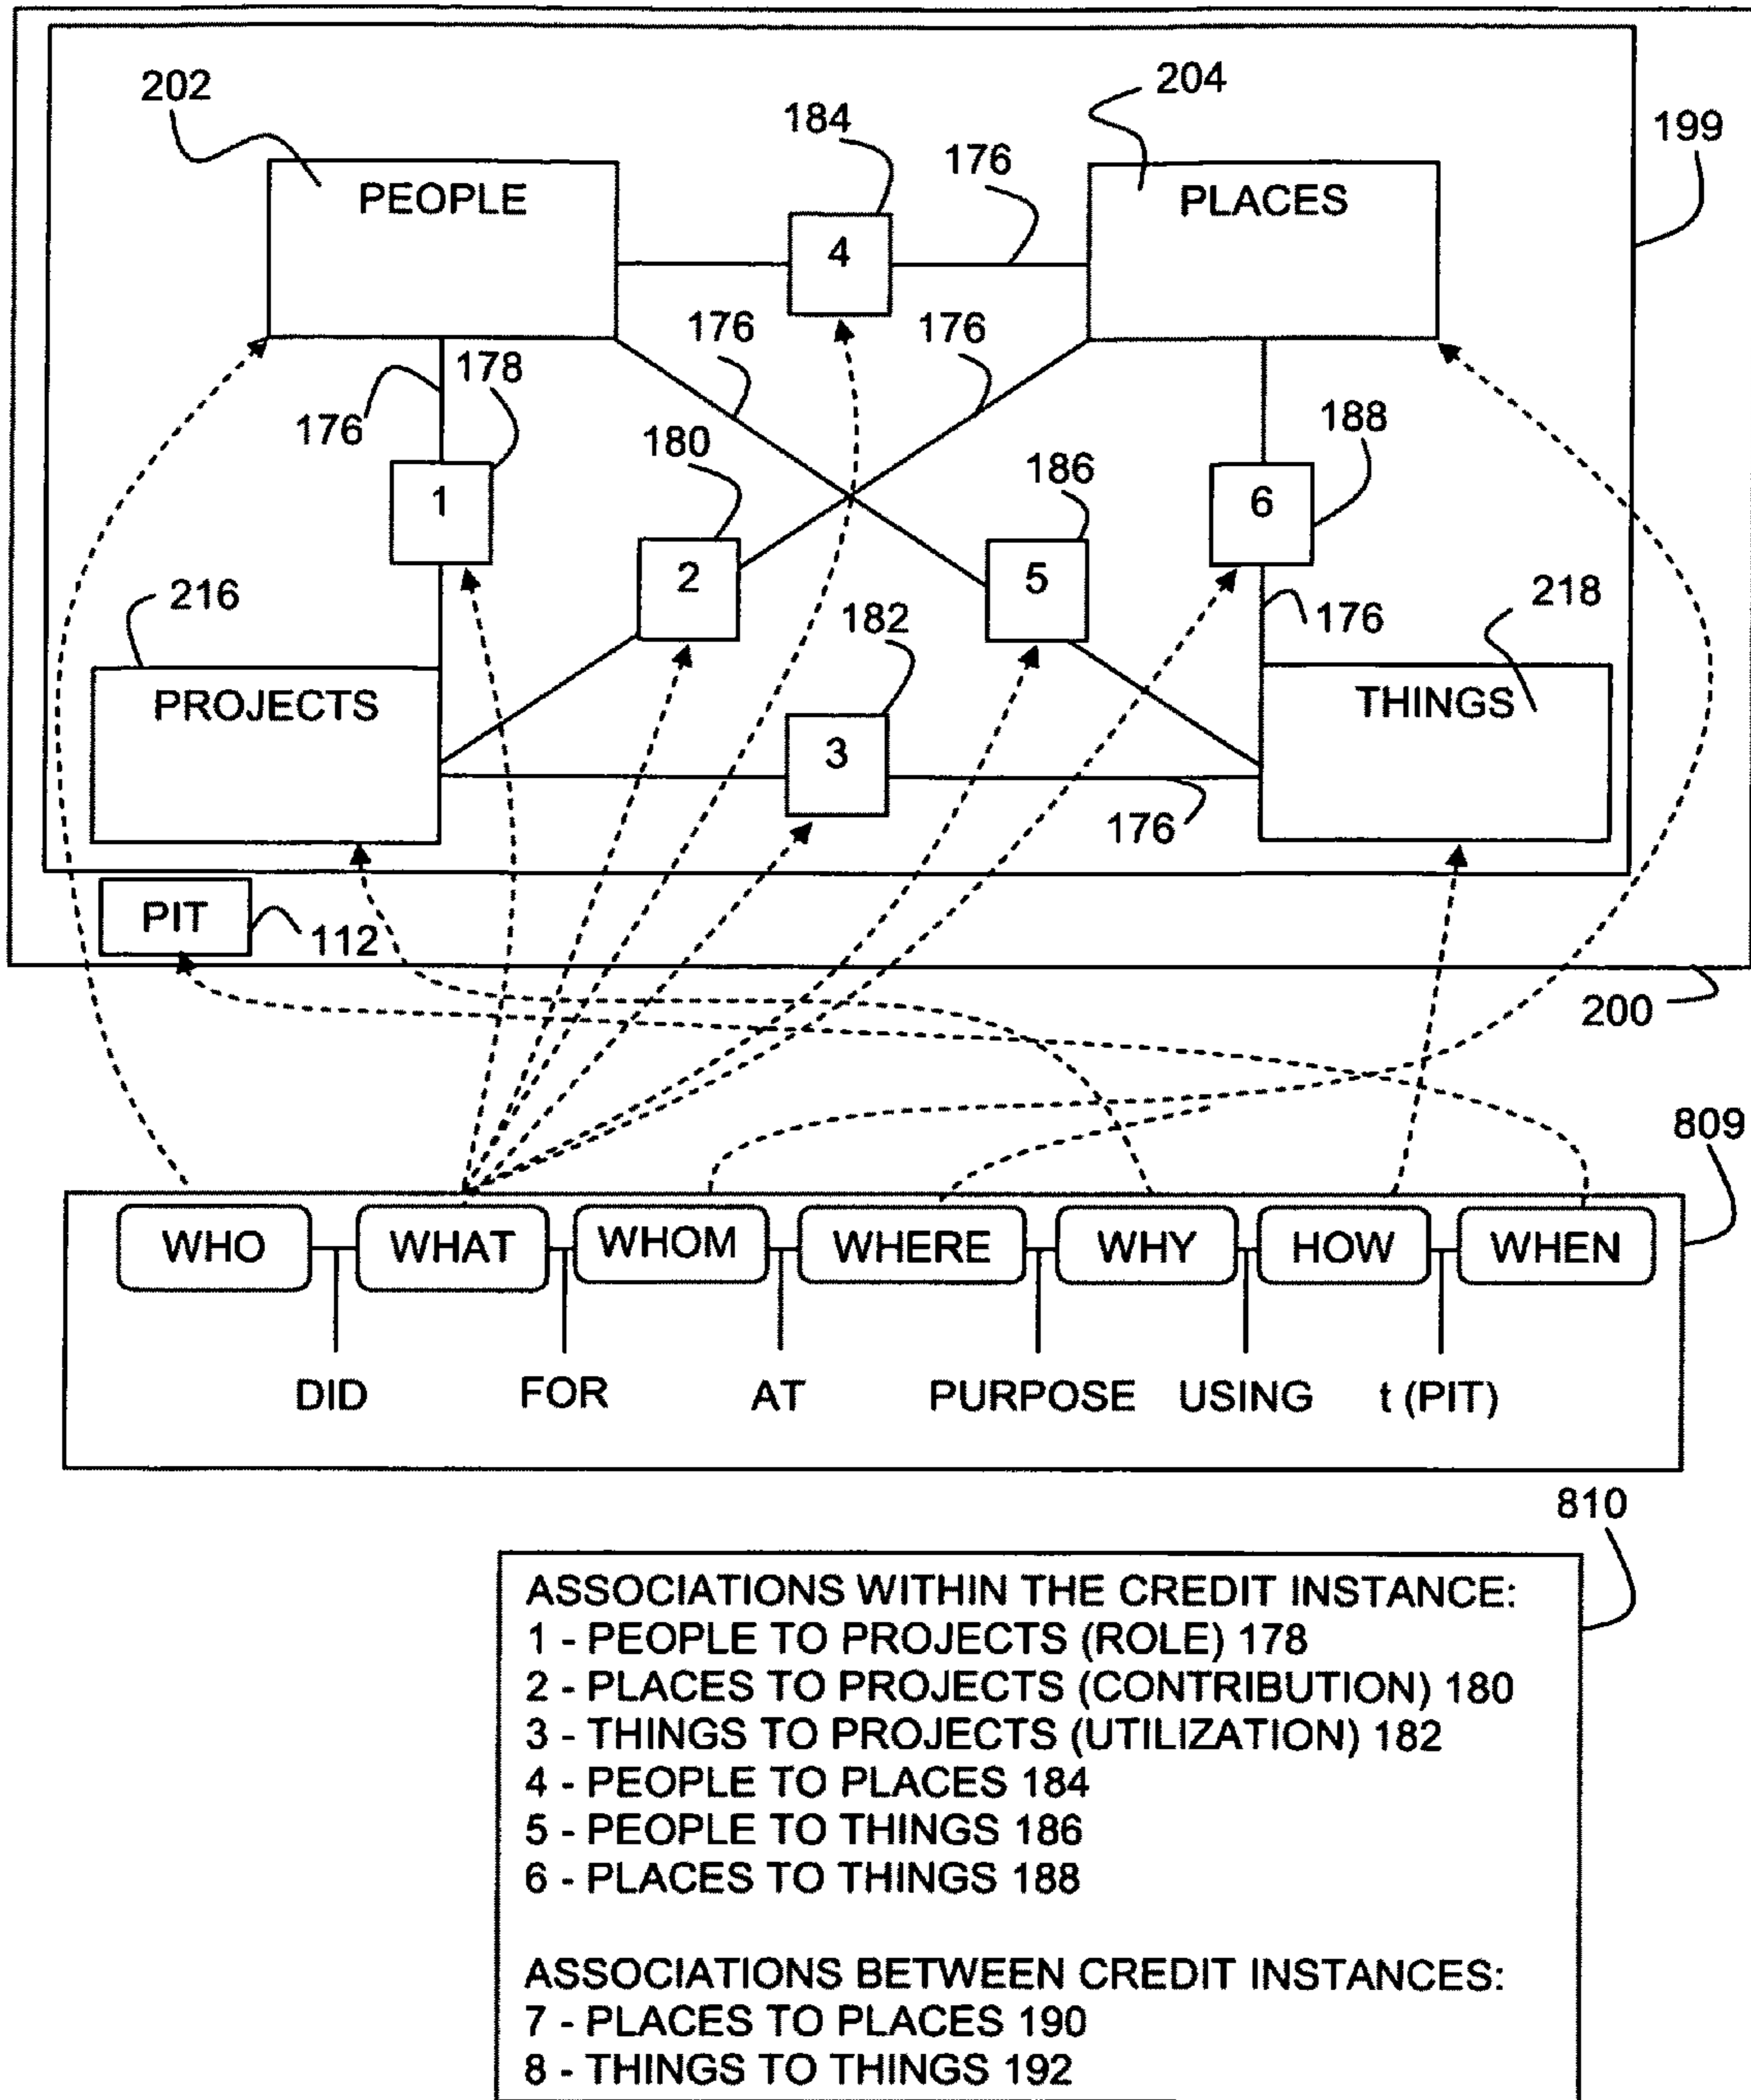 202
204
184
199
176
PEOPLE
PLACES
4
176
176
178
176
180
188
186
1
6
2
5
216
218
182
176
PROJECTS
THINGS
3
176
PIT
112
200
809
WHO
WHAT
WHOM
WHERE
WHY
HOW
WHEN
DID
FOR
AT
PURPOSE
USING
t (PIT)
810
ASSOCIATIONS WITHIN THE CREDIT INSTANCE:
1 - PEOPLE TO PROJECTS (ROLE) 178
2 - PLACES TO PROJECTS (CONTRIBUTION) 180
3 - THINGS TO PROJECTS (UTILIZATION) 182
4 - PEOPLE TO PLACES 184
5 - PEOPLE TO THINGS 186
6 - PLACES TO THINGS 188
ASSOCIATIONS BETWEEN CREDIT INSTANCES:
7 - PLACES TO PLACES 190
8 - THINGS TO THINGS 192